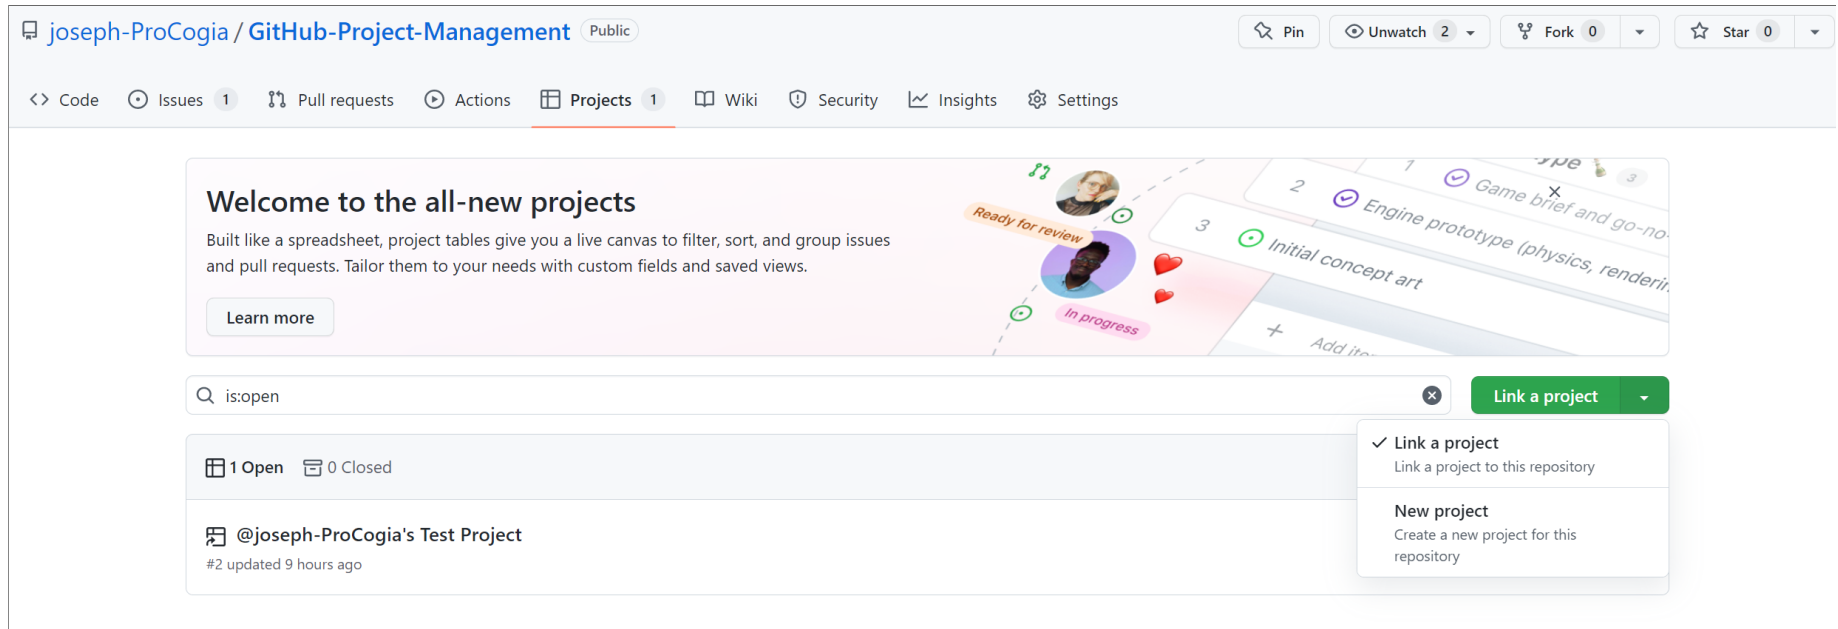 joseph-ProCogia / GitHub-Project-Management Public
Pin
Unwatch 2
Fork 0
Star 0
Code
Issues 1
Pull requests
Actions
Projects 1
Wiki
Security
Insights
Settings
Welcome to the all-new projects
Built like a spreadsheet, project tables give you a live canvas to filter, sort, and group issues
and pull requests. Tailor them to your needs with custom fields and saved views.
Learn more
Ready for review
In progress
3
1 Game brief and go-no-
2 Engine prototype (physics, renderin
3 Initial concept art
+ Add
is:open
Link a project
1 Open 0 Closed
Link a project
Link a project to this repository
New project
Create a new project for this
repository
@joseph-ProCogia's Test Project
#2 updated 9 hours ago